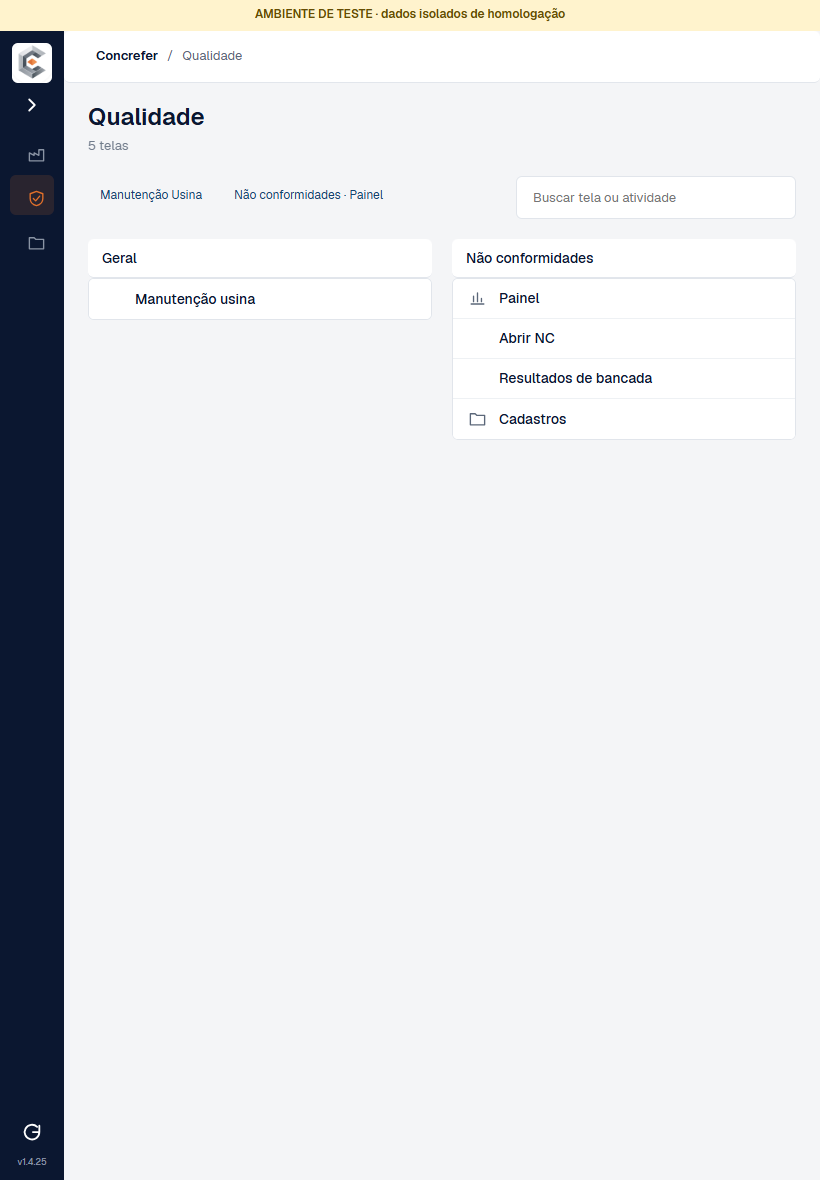 AMBIENTE DE TESTE · dados isolados de homologação
Concrefer / Qualidade
Qualidade
5 telas
Manutenção Usina
Não conformidades · Painel
Buscar tela ou atividade
Geral
Manutenção usina
Não conformidades
Painel
Abrir NC
Resultados de bancada
Cadastros
v1.4.25